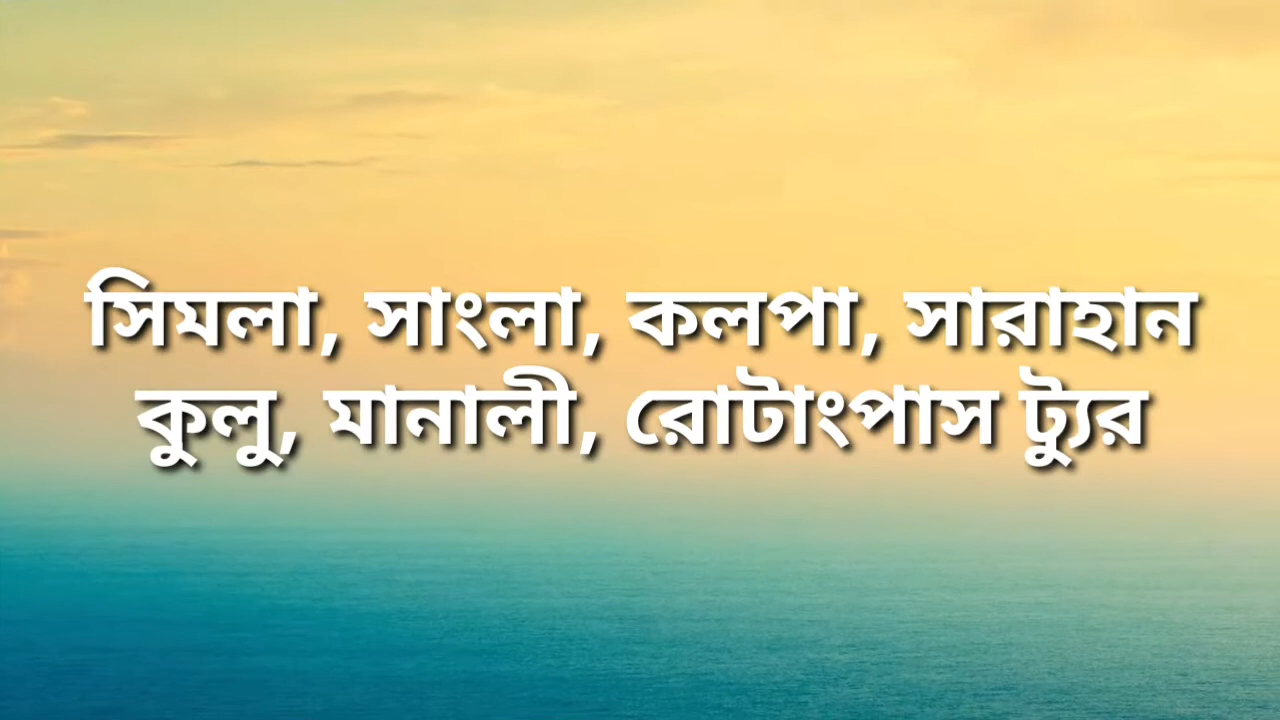 সিমলা, সাংলা, কলপা, সারাহান
কুলু, মানালী, রোটাংপাস ট্যুর